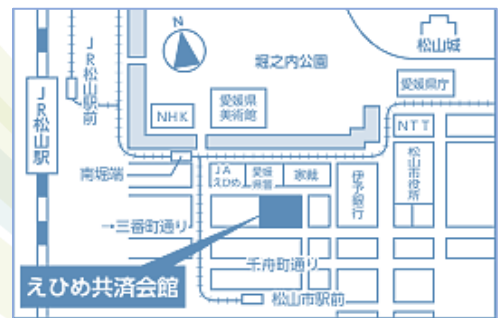 N
松山城
JR松山駅前
堀之内公園
愛媛県庁
JR松山駅
NHK
愛媛県
美術館
NTT
南堀端
JA
えひめ
愛媛
県警
家裁
伊予銀行
松山市役所
→三番町通り
千舟町通り
えひめ共済会館
松山市駅前